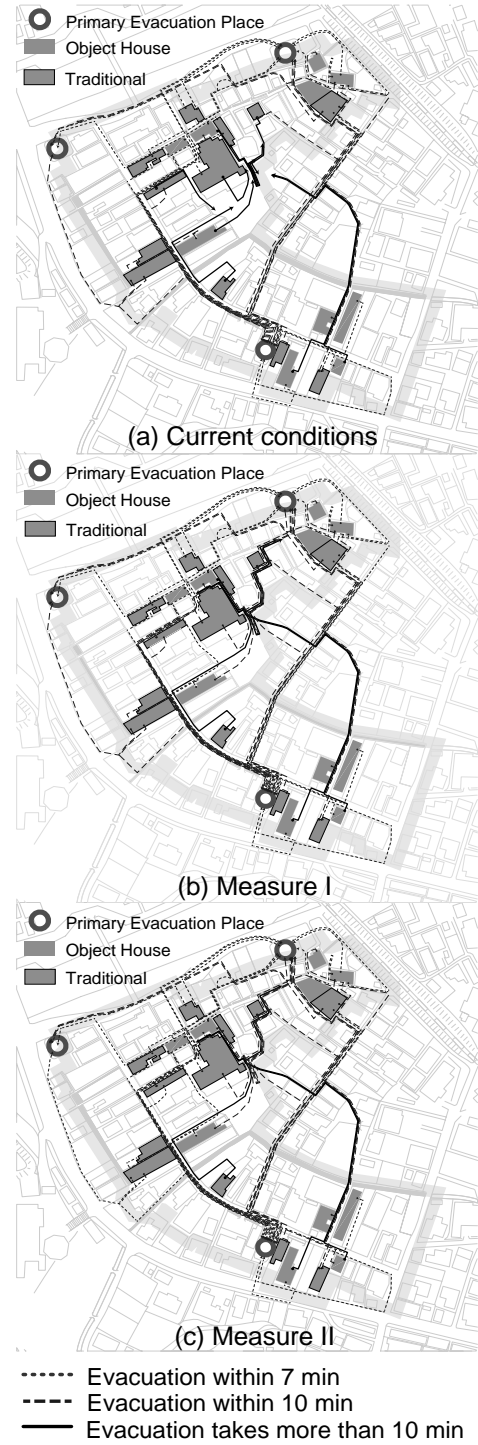 Primary Evacuation Place
Object House
Traditional
(a) Current conditions
Primary Evacuation Place
Object House
Traditional
(b) Measure I
Primary Evacuation Place
Object House
Traditional
(c) Measure II
Evacuation within 7 min
Evacuation within 10 min
Evacuation takes more than 10 min